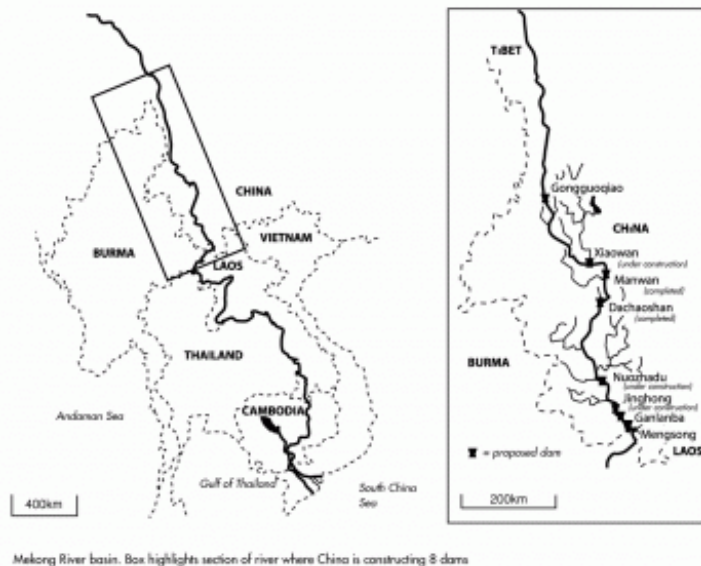 CHINA
BURMA
VIETNAM
LAOS
THAILAND
CAMBODIA
Andaman Sea
Gulf of Thailand
South China
Sea
400km
TIBET
Gongguoqiao
CHINA
Xiaowan
(under construction)
Manwan
(completed)
Dachaoshan
(completed)
BURMA
Nuozhadu
(under construction)
Jinghong
(under construction)
Ganlanba
Mengsong
= proposed dam
LAOS
200km
Mekong River basin. Box highlights section of river where China is constructing 8 dams